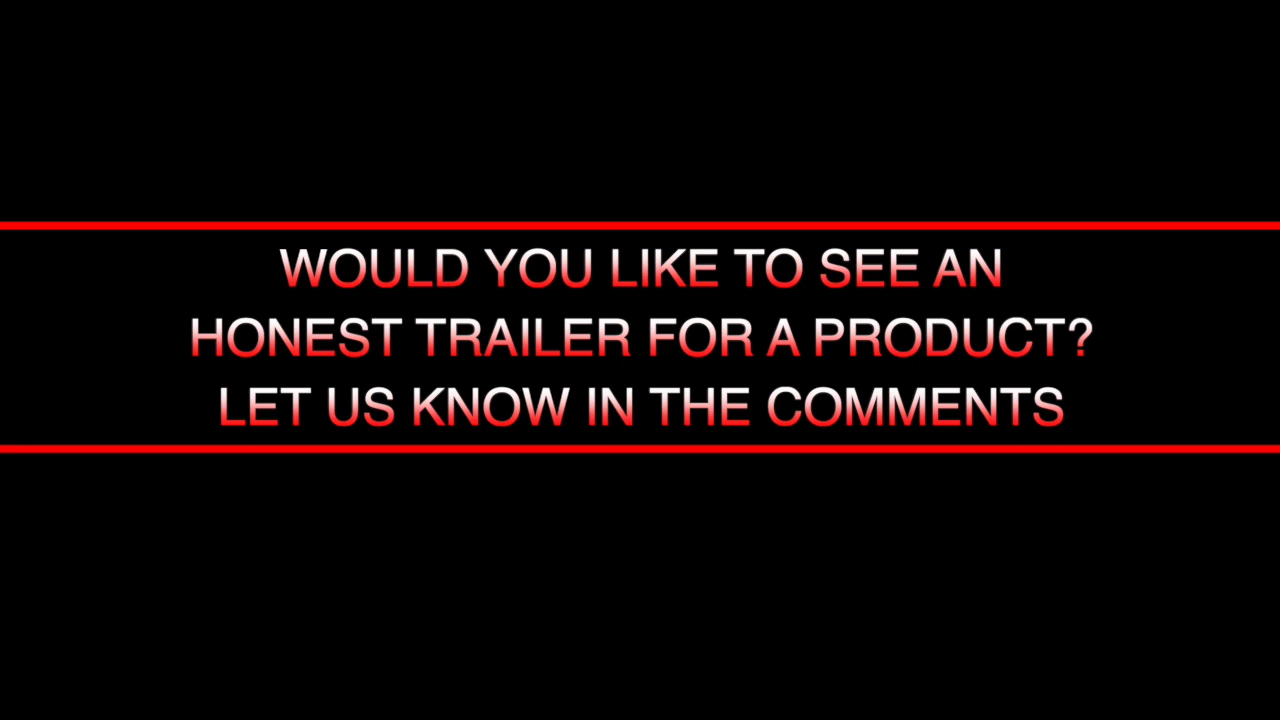 WOULD YOU LIKE TO SEE AN
HONEST TRAILER FOR A PRODUCT?
LET US KNOW IN THE COMMENTS